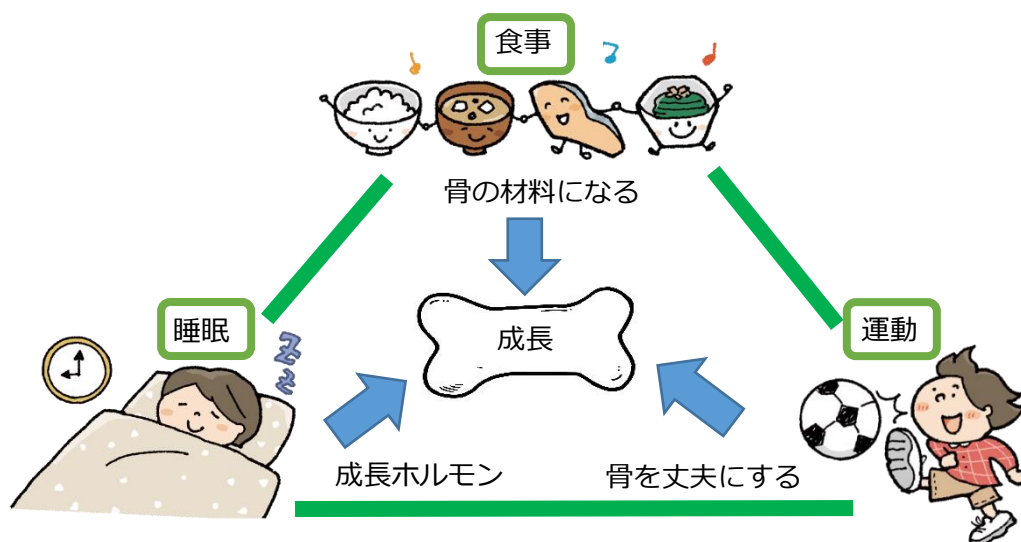 食事
骨の材料になる
睡眠
成長
運動
成長ホルモン
骨を丈夫にする